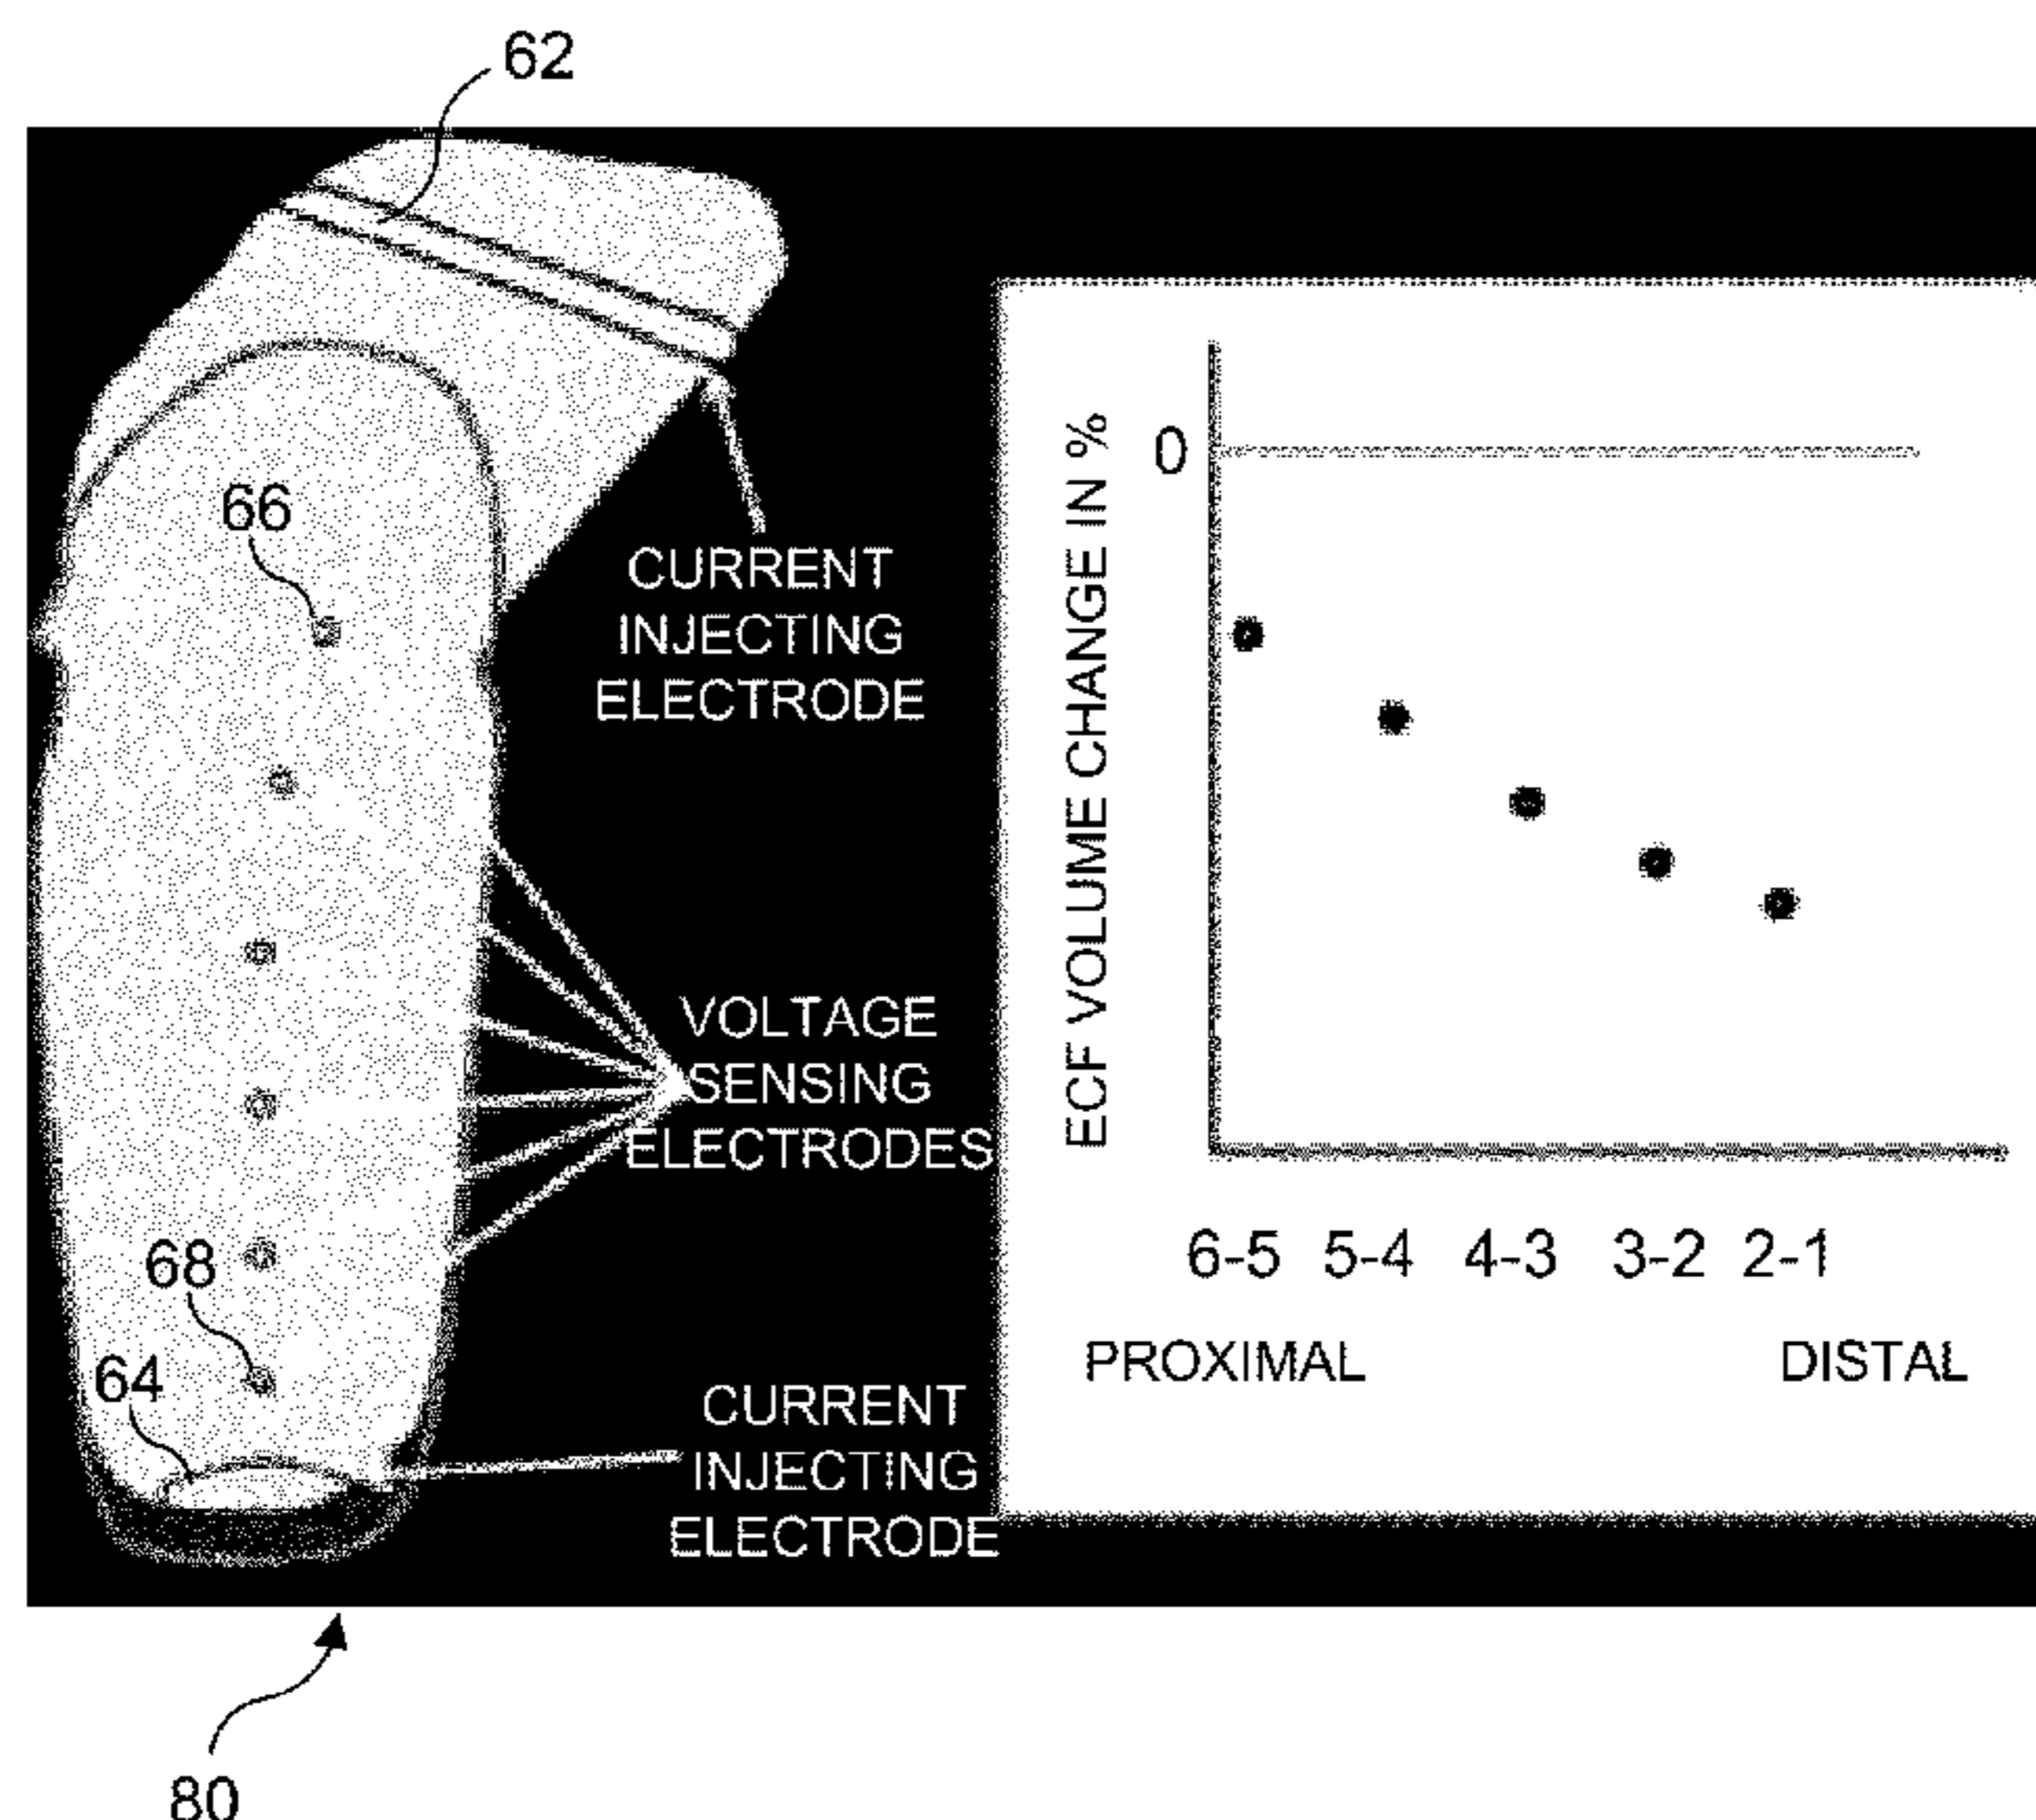 62
66
CURRENT
INJECTING
ELECTRODE
VOLTAGE
SENSING
ELECTRODES
68
64
CURRENT
INJECTING
ELECTRODE
80
ECF VOLUME CHANGE IN %
0
6-5 5-4 4-3 3-2 2-1
PROXIMAL DISTAL